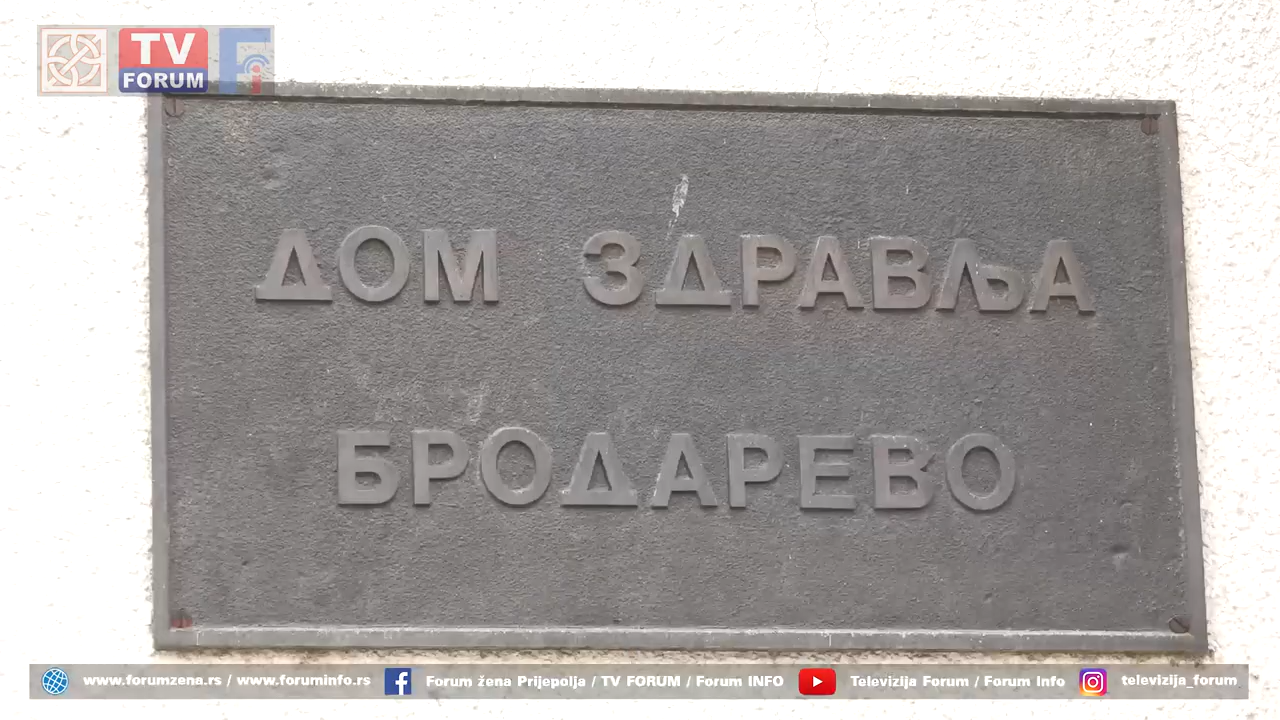 TV
FORUM
Fi
ДОМ ЗДРАВЉА
БРОДАРЕВО
www.forumzena.rs / www.foruminfo.rs
Forum žena Prijepolja / TV FORUM / Forum INFO
Televizija Forum / Forum Info
televizija_forum